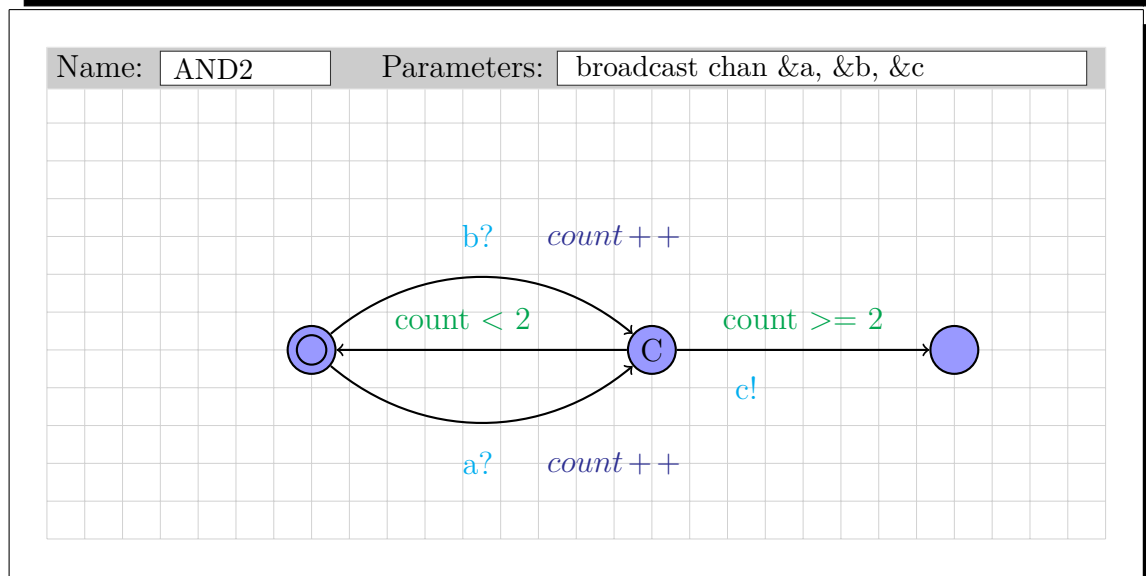 Name: AND2 Parameters: broadcast chan &a, &b, &c
b? count++
count < 2 count >= 2
C
c!
a? count++